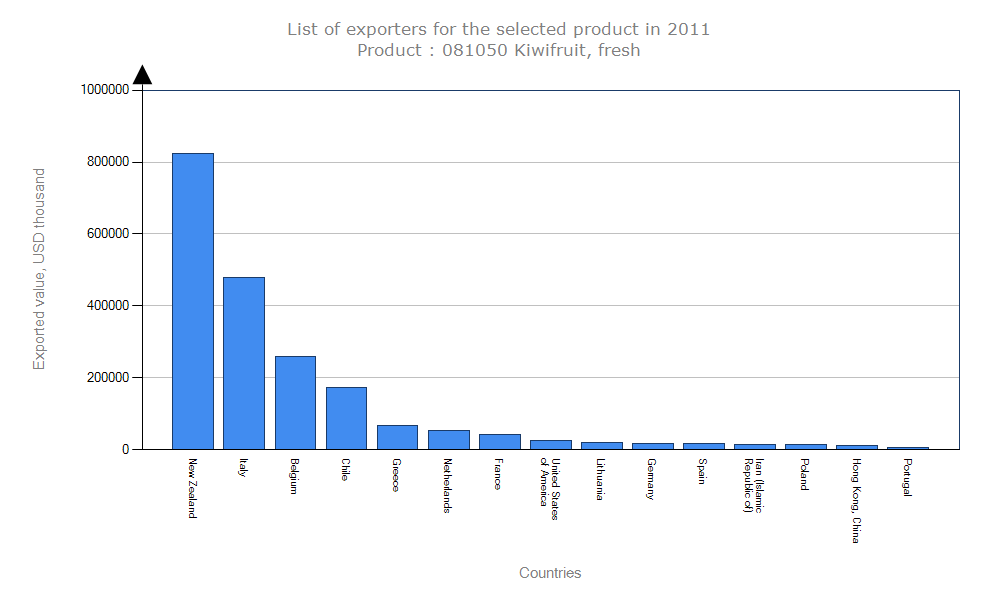 List of exporters for the selected product in 2011
Product : 081050 Kiwifruit, fresh
1000000
800000
600000
400000
200000
0
Exported value, USD thousand
New Zealand
Italy
Belgium
Chile
Greece
Netherlands
France
United States
of America
Lithuania
Germany
Spain
Iran (Islamic
Republic of)
Poland
Hong Kong, China
Portugal
Countries